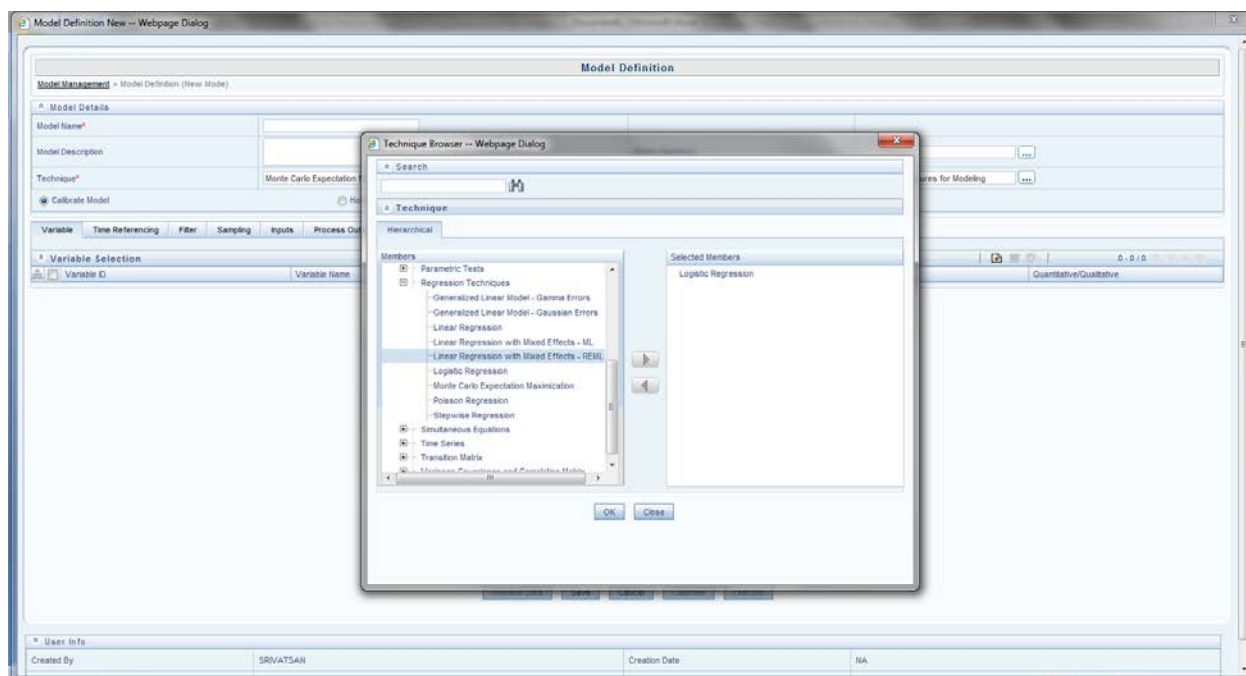 Model Definition New -- Webpage Dialog
Model Definition
Model Management » Model Definition (New Mode)
Model Details
Model Name*
Model Description
...
Technique*
Monte Carlo Expectation
ures for Modeling
...
Calibrate Model
Ho
Variable
Time Referencing
Filter
Sampling
Inputs
Process Out
Variable Selection
0 - 0 / 0
Variable ID
Variable Name
Quantitative/Qualitative
Technique Browser -- Webpage Dialog
Search
Technique
Hierarchical
Members
Parametric Tests
Regression Techniques
Generalized Linear Model - Gamma Errors
Generalized Linear Model - Gaussian Errors
Linear Regression
Linear Regression with Mixed Effects - ML
Linear Regression with Mixed Effects - REML
Logistic Regression
Monte Carlo Expectation Maximization
Poisson Regression
Stepwise Regression
Simultaneous Equations
Time Series
Transition Matrix
Selected Members
Logistic Regression
OK
Close
User Info
Created By
SRIVATSAN
Creation Date
NA